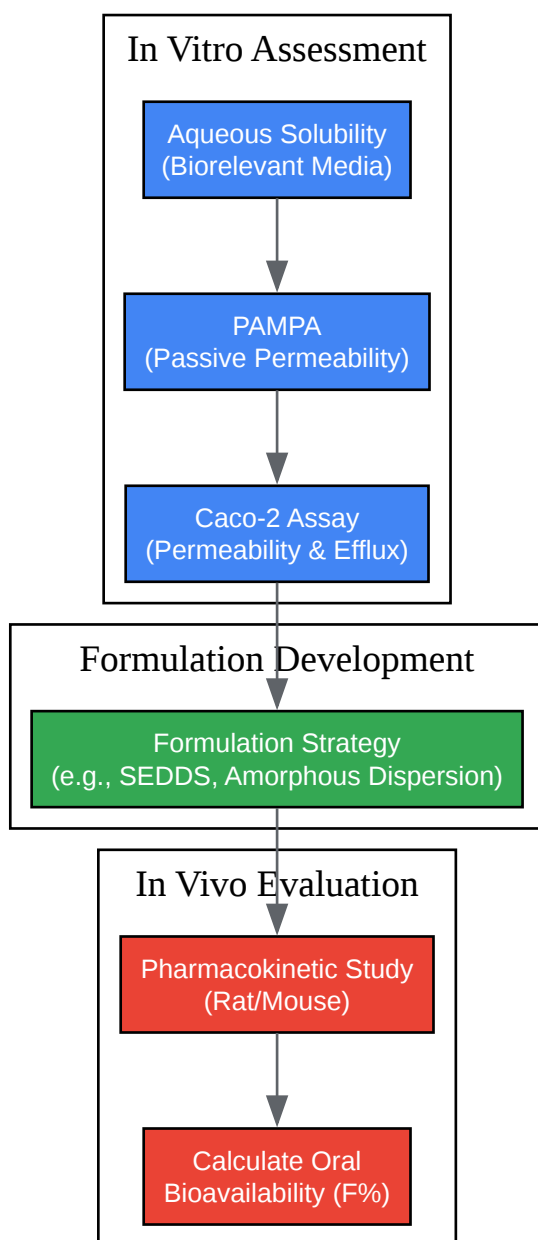 In Vitro Assessment
Aqueous Solubility
(Biorelevant Media)
PAMPA
(Passive Permeability)
Caco-2 Assay
(Permeability & Efflux)
Formulation Development
Formulation Strategy
(e.g., SEDDS, Amorphous Dispersion)
In Vivo Evaluation
Pharmacokinetic Study
(Rat/Mouse)
Calculate Oral
Bioavailability (F%)